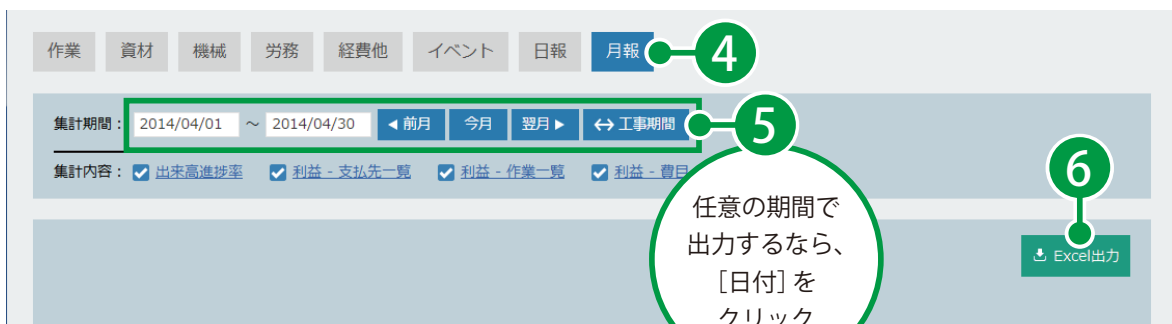 作業 資材 機械 労務 経費他 イベント 日報 月報 4
集計期間： 2014/04/01 ～ 2014/04/30 ◀前月 今月 翌月▶ ↔工事期間 5
集計内容： 出来高進捗率 利益 - 支払先一覧 利益 - 作業一覧 利益 - 費目
6
任意の期間で
出力するなら、
［日付］を
クリック
Excel出力